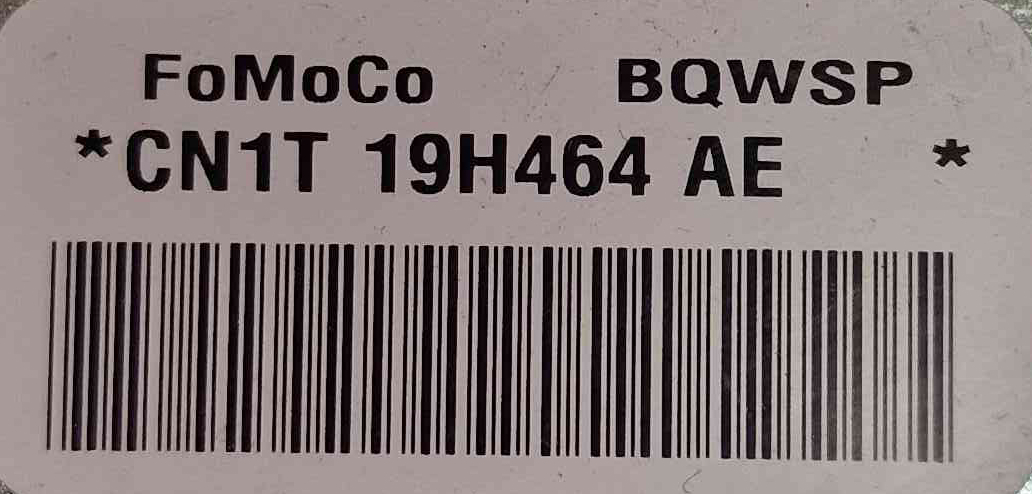 FoMoCo BQWSP
*CN1T 19H464 AE *